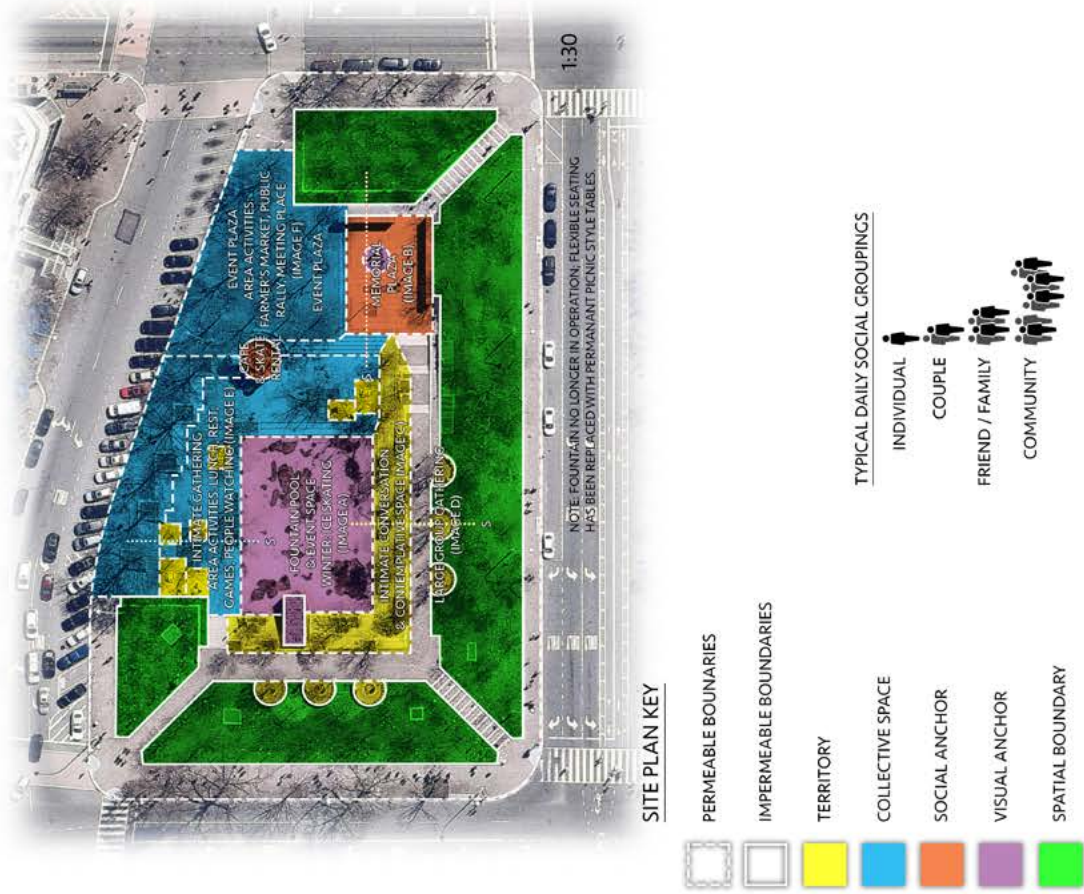 EVENT PLAZA
AREA ACTIVITIES:
FARMER'S MARKET, PUBLIC
RALLY MEETING PLACE
(IMAGE F)
EVENT PLAZA
MEMORIAL
PLAZA
(IMAGE B)
CAFE
& SKATE
RENTAL
INTIMATE GATHERING
AREA ACTIVITIES: LUNCH, REST,
GAMES, PEOPLE WATCHING (IMAGE E)
FOUNTAIN POOL
& EVENT SPACE
WINTER: ICE SKATING
(IMAGE A)
INTIMATE CONVERSATION
& CONTEMPLATIVE SPACE (IMAGE C)
LARGE GROUP GATHERING
(IMAGE D)
S
S
S
S
1:30
NOTE: FOUNTAIN NO LONGER IN OPERATION; FLEXIBLE SEATING
HAS BEEN REPLACED WITH PERMANANT PICNIC STYLE TABLES.
SITE PLAN KEY
PERMEABLE BOUNARIES
IMPERMEABLE BOUNDARIES
TERRITORY
COLLECTIVE SPACE
SOCIAL ANCHOR
VISUAL ANCHOR
SPATIAL BOUNDARY
TYPICAL DAILY SOCIAL GROUPINGS
INDIVIDUAL
COUPLE
FRIEND / FAMILY
COMMUNITY